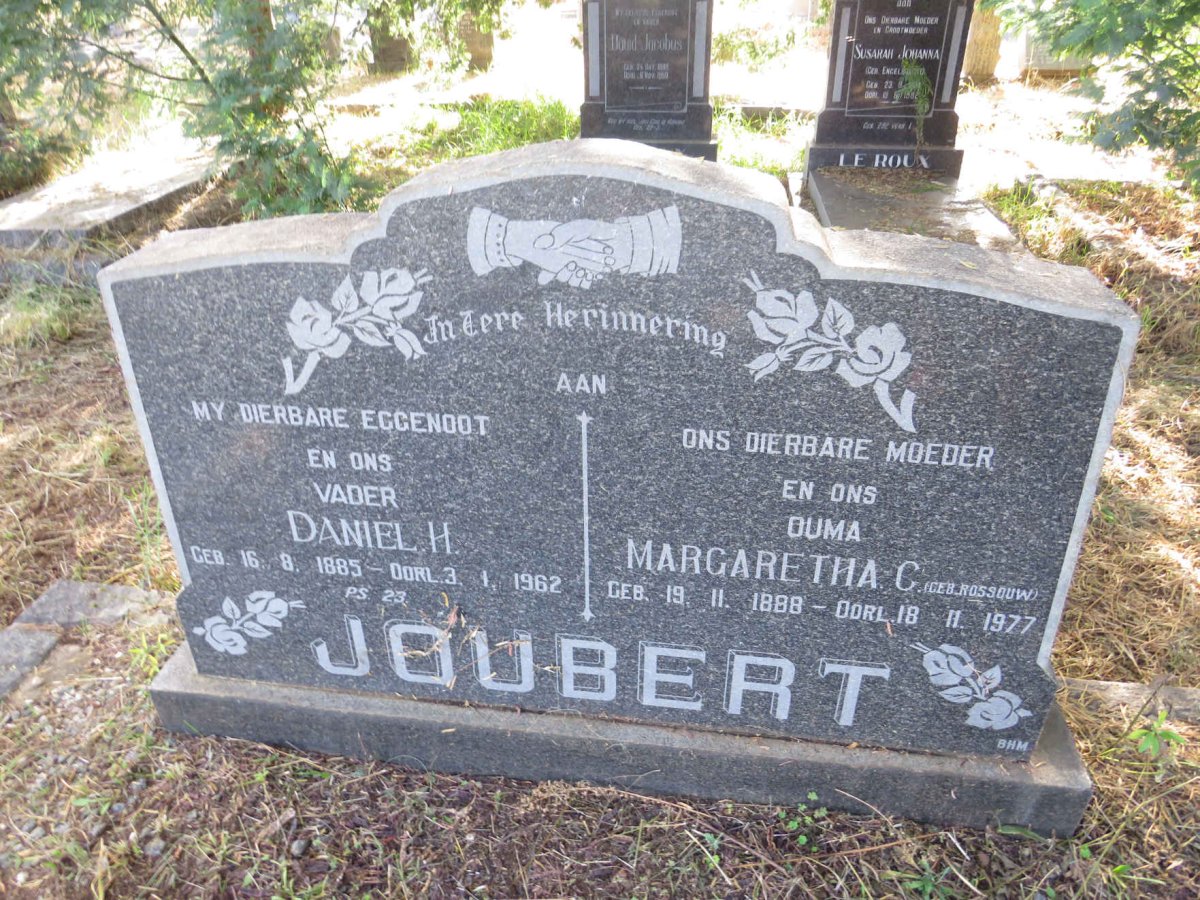 Dawid Jacobus
ONS DIERBARE MOEDER
EN GROOTMOEDER
SUSARAH JOHANNA
LE ROUX
In Tere Herinnering
AAN
MY DIERBARE EGGENOOT
EN ONS
VADER
DANIEL H.
GEB. 16. 8. 1885 - OORL. 3. 1. 1962
PS. 23.
ONS DIERBARE MOEDER
EN ONS
OUMA
MARGARETHA. C. (GEB. ROSSOUW)
GEB. 19. 11. 1888 - OORL. 18 11. 1977
JOUBERT
BHM